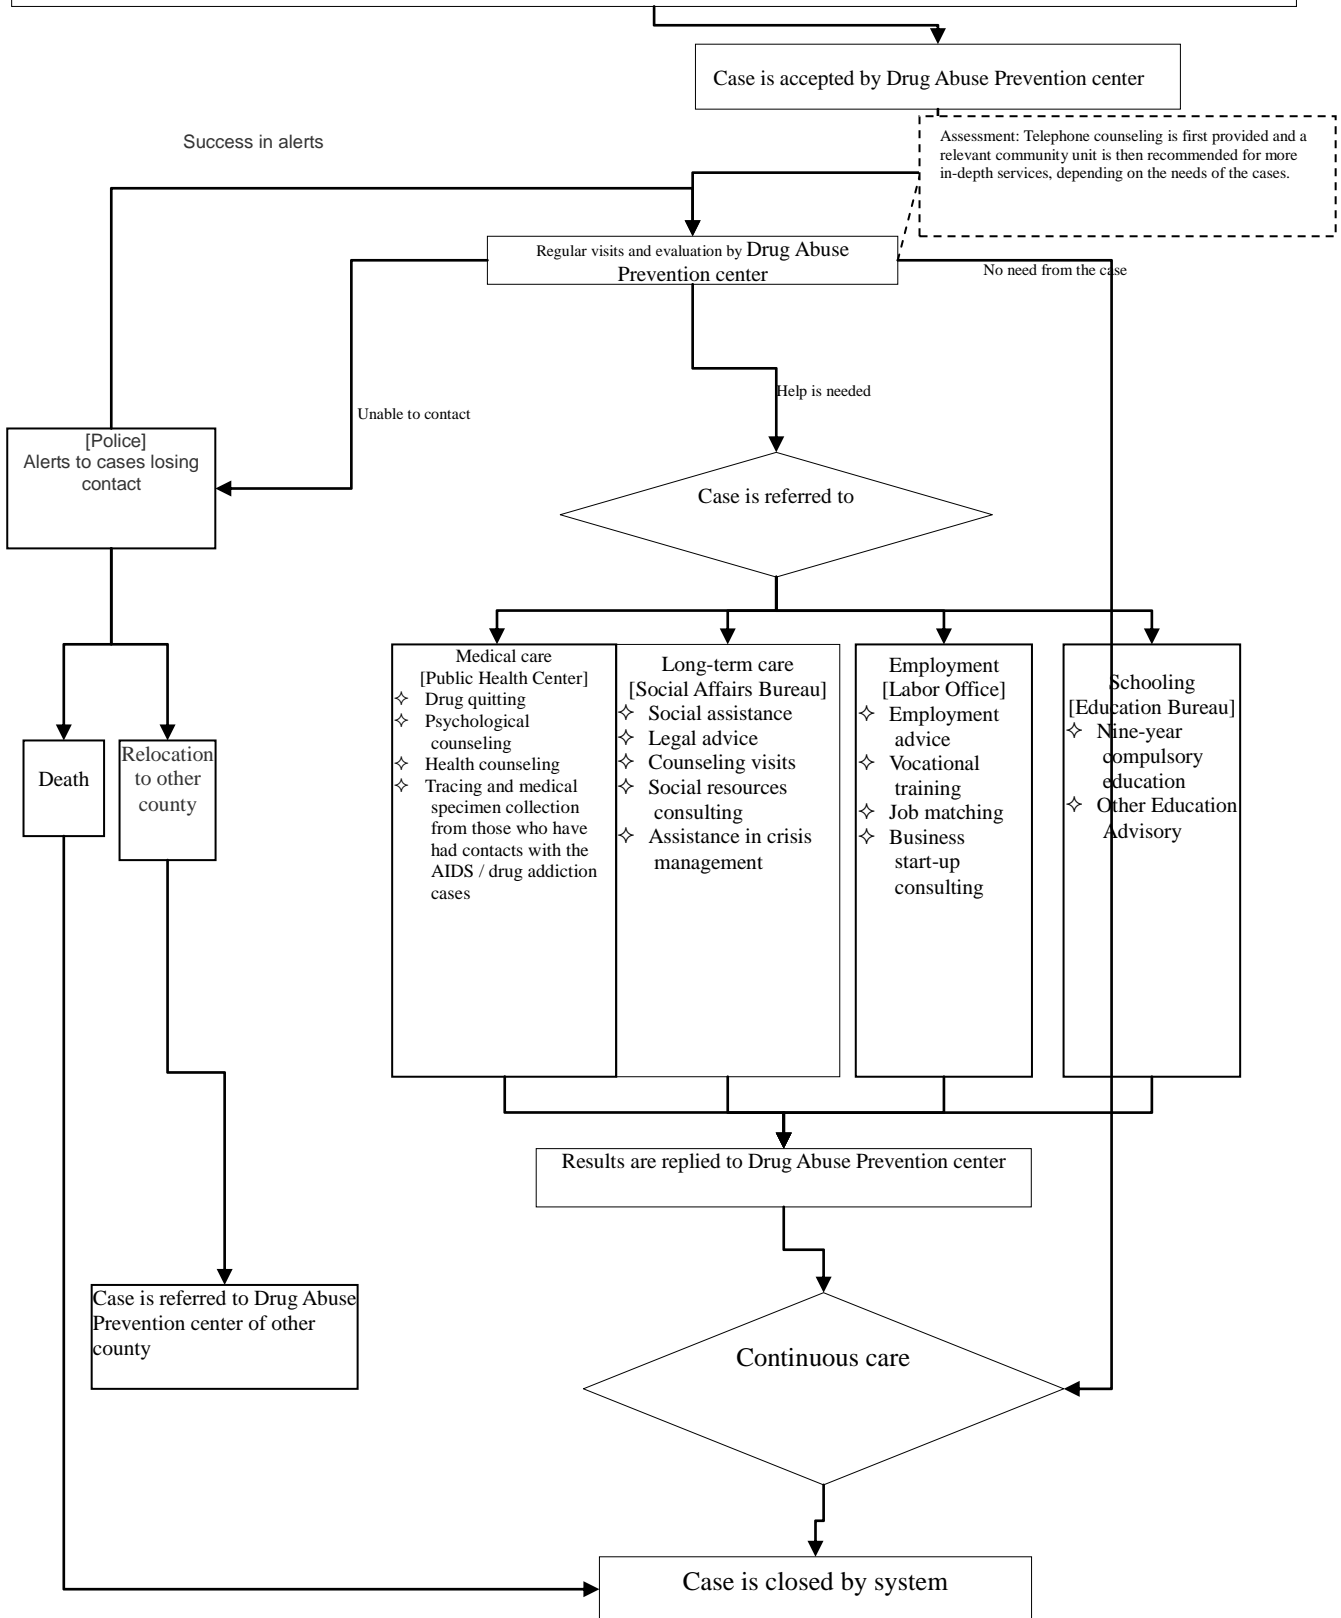 Case is accepted by Drug Abuse Prevention center
Assessment: Telephone counseling is first provided and a
relevant community unit is then recommended for more
in-depth services, depending on the needs of the cases.
Success in alerts
Regular visits and evaluation by Drug Abuse
Prevention center
No need from the case
Help is needed
Unable to contact
[Police]
Alerts to cases losing
contact
Case is referred to
Medical care
[Public Health Center]
✧ Drug quitting
✧ Psychological
counseling
✧ Health counseling
✧ Tracing and medical
specimen collection
from those who have
had contacts with the
AIDS / drug addiction
cases
Long-term care
[Social Affairs Bureau]
✧ Social assistance
✧ Legal advice
✧ Counseling visits
✧ Social resources
consulting
✧ Assistance in crisis
management
Employment
[Labor Office]
✧ Employment
advice
✧ Vocational
training
✧ Job matching
✧ Business
start-up
consulting
Schooling
[Education Bureau]
✧ Nine-year
compulsory
education
✧ Other Education
Advisory
Death
Relocation
to other
county
Results are replied to Drug Abuse Prevention center
Case is referred to Drug Abuse
Prevention center of other
county
Continuous care
Case is closed by system